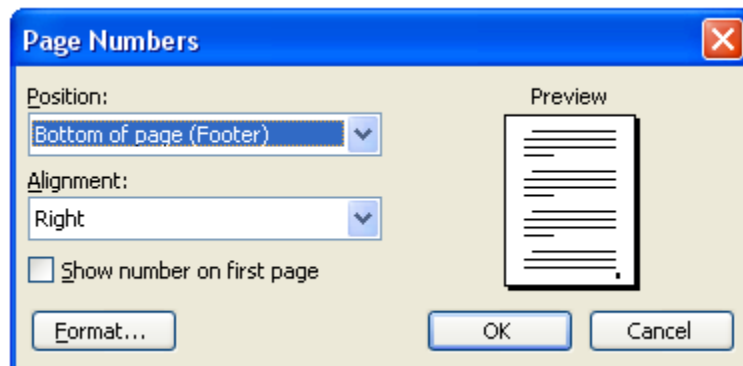 Page Numbers
Position:
Preview
Bottom of page (Footer)
Alignment:
Right
Show number on first page
Format...
OK
Cancel